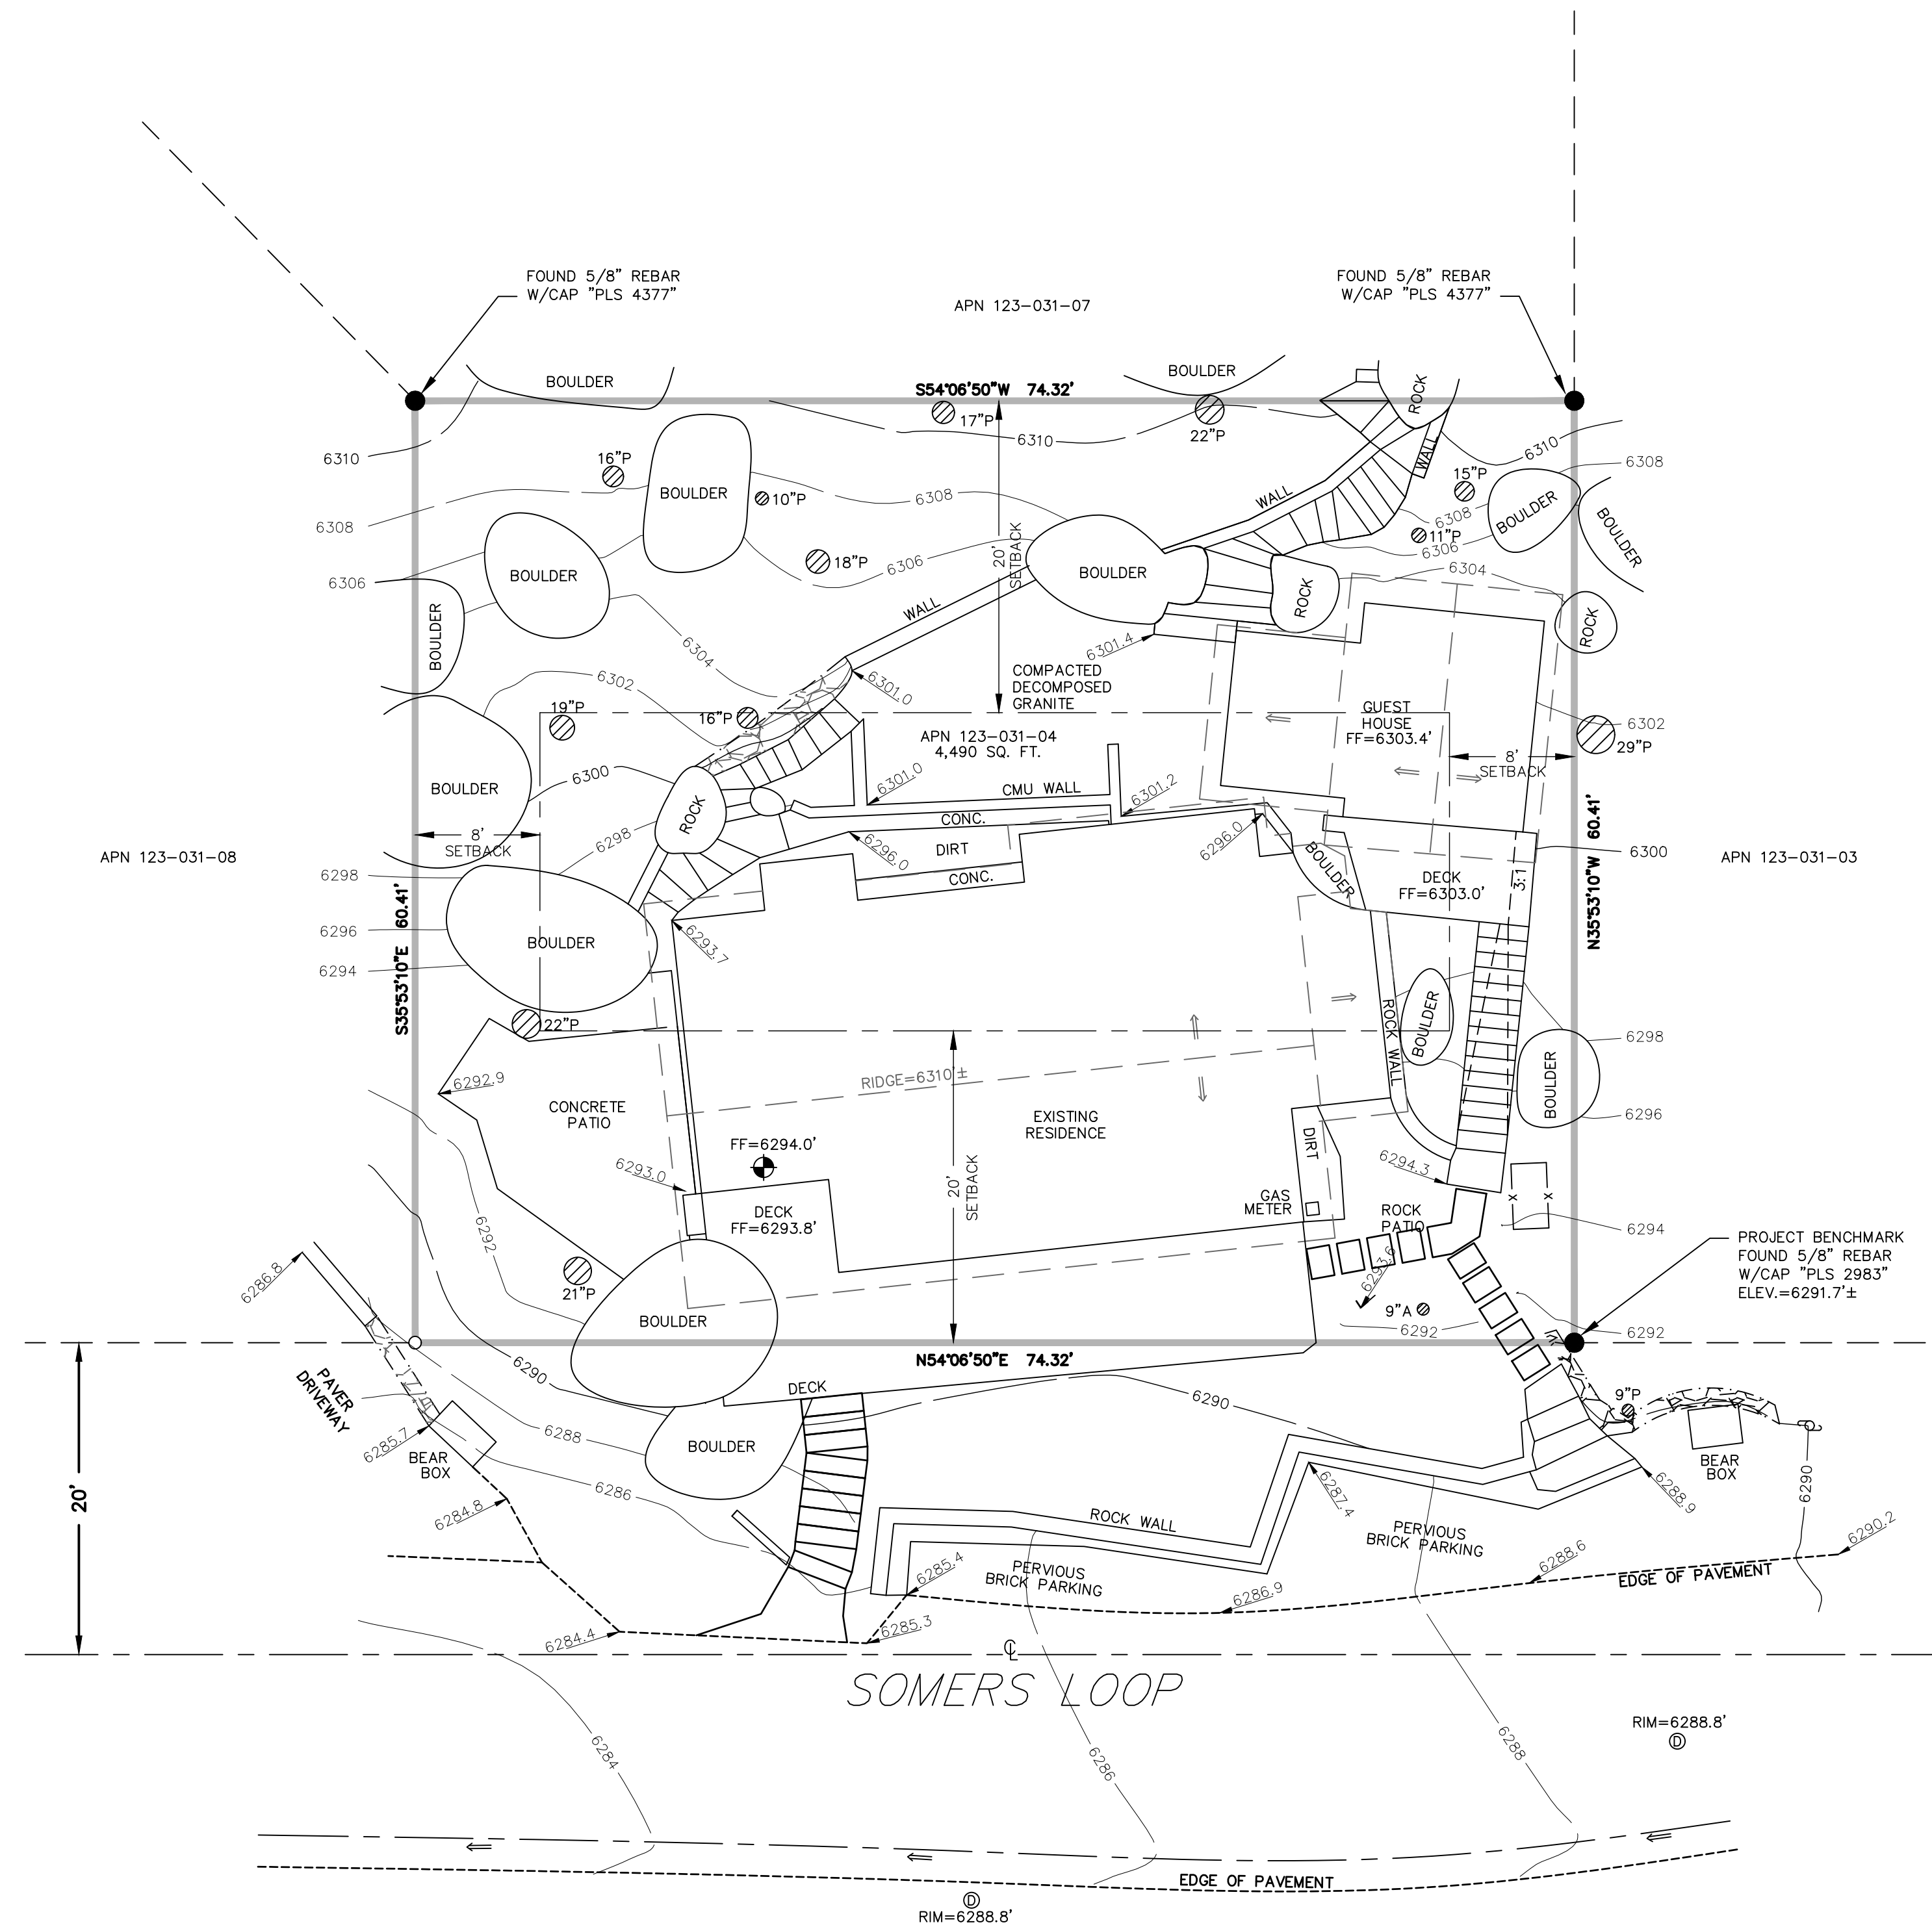 FOUND 5/8" REBAR
W/CAP "PLS 4377"
FOUND 5/8" REBAR
W/CAP "PLS 4377"
APN 123-031-07
BOULDER
BOULDER
ROCK
S54°06'50"W 74.32'
17"P
22"P
6310
6310
6310
WALL
16"P
15"P
6308
BOULDER
10"P
6308
WALL
6308
BOULDER
BOULDER
6308
20'
SETBACK
11"P
6306
6306
BOULDER
18"P
6306
BOULDER
6304
ROCK
ROCK
BOULDER
WALL
6301.4
6304
COMPACTED
DECOMPOSED
GRANITE
6302
6301.0
19"P
16"P
GUEST
HOUSE
FF=6303.4'
6302
29"P
APN 123-031-04
4,490 SQ. FT.
8'
SETBACK
6300
BOULDER
6301.0
CMU WALL
6301.2
ROCK
CONC.
8'
SETBACK
6298
6296.0
DIRT
CONC.
6296.0
BOULDER
DECK
FF=6303.0'
3:1
6300
N35°53'10"W 60.41'
APN 123-031-08
APN 123-031-03
6298
S35°53'10"E 60.41'
6296
BOULDER
6293.7
6294
22"P
ROCK WALL
BOULDER
6298
BOULDER
6292.9
RIDGE=6310'±
CONCRETE
PATIO
EXISTING
RESIDENCE
6296
FF=6294.0'
DIRT
6293.0
6294.3
20'
SETBACK
GAS
METER
ROCK
PATIO
DECK
FF=6293.8'
X
X
6294
6292
PROJECT BENCHMARK
FOUND 5/8" REBAR
W/CAP "PLS 2983"
ELEV.=6291.7'±
6286.8
21"P
6293.6
9"A
BOULDER
6292
6292
N54°06'50"E 74.32'
6290
PAVER
DRIVEWAY
DECK
6290
9"P
20'
6288
BOULDER
6285.7
BEAR
BOX
BEAR
BOX
6290
6286
6287.4
6288.9
6284.8
ROCK WALL
PERVIOUS
BRICK PARKING
6290.2
PERVIOUS
BRICK PARKING
6285.4
6288.6
EDGE OF PAVEMENT
6286.9
6284.4
6285.3
CL
SOMERS LOOP
RIM=6288.8'
D
6284
6286
6288
EDGE OF PAVEMENT
D
RIM=6288.8'